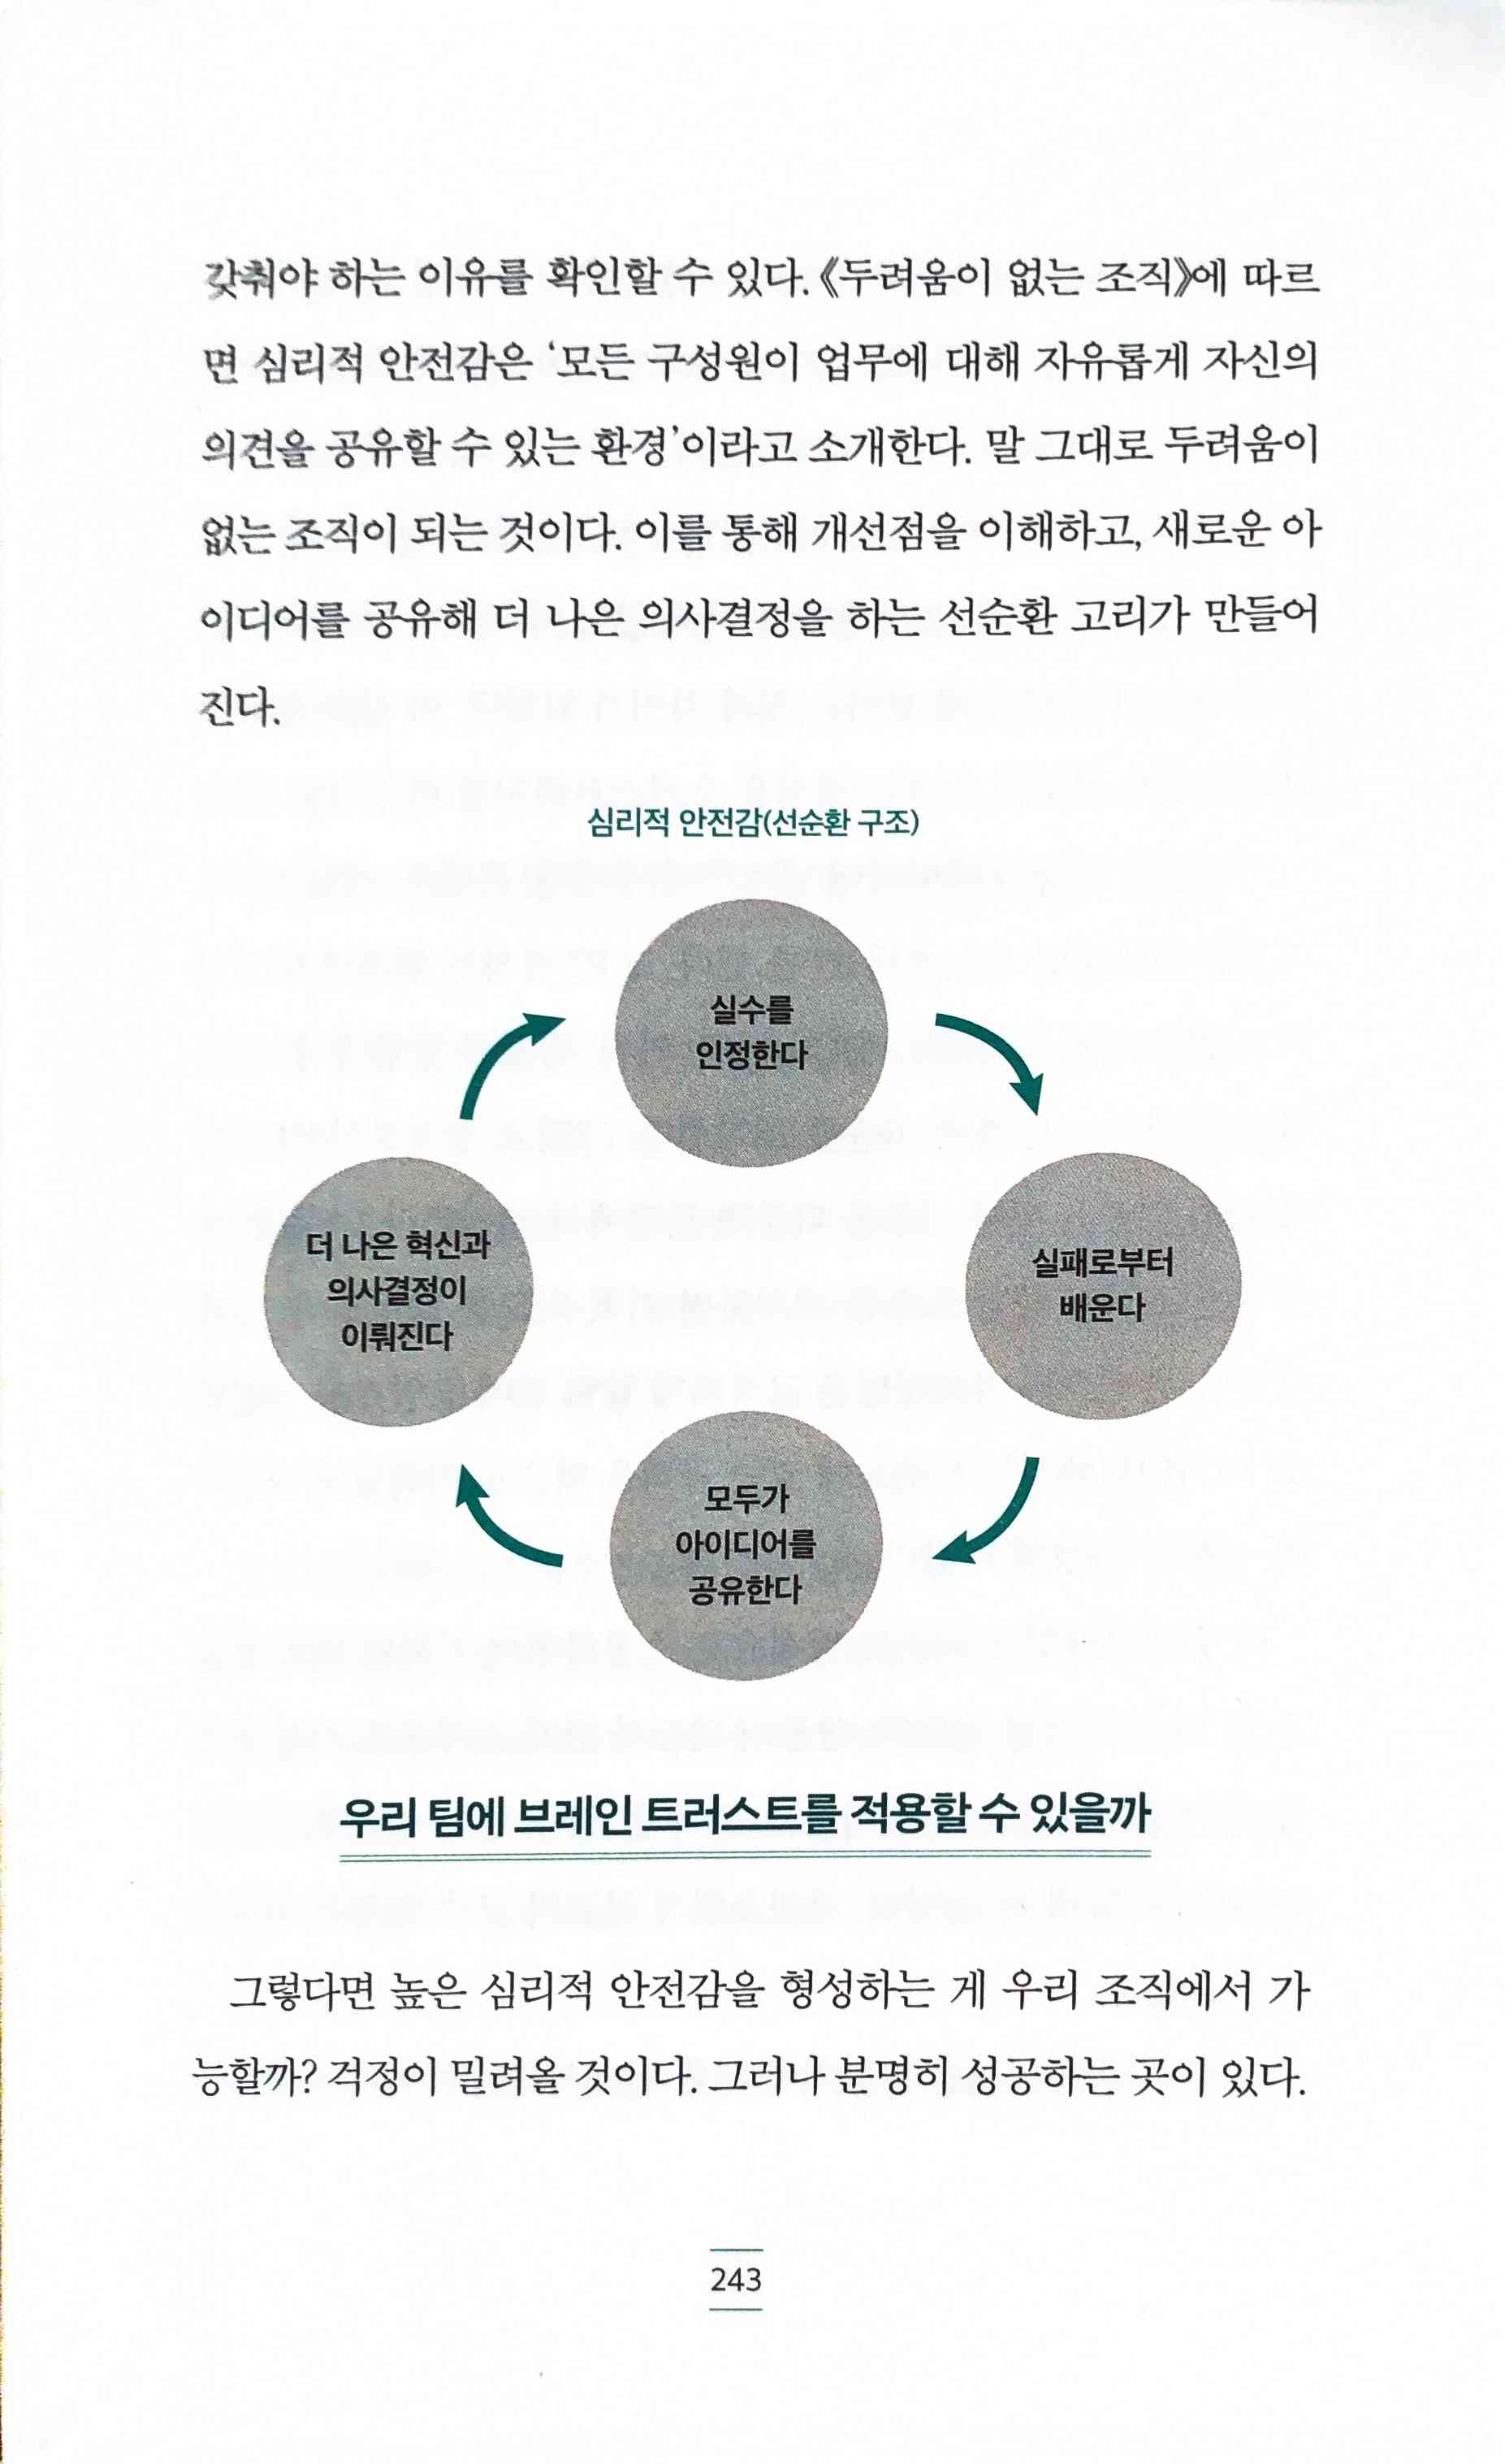 갖춰야 하는 이유를 확인할 수 있다. 《두려움이 없는 조직》에 따르
면 심리적 안전감은 ‘모든 구성원이 업무에 대해 자유롭게 자신의
의견을 공유할 수 있는 환경’이라고 소개한다. 말 그대로 두려움이
없는 조직이 되는 것이다. 이를 통해 개선점을 이해하고, 새로운 아
이디어를 공유해 더 나은 의사결정을 하는 선순환 고리가 만들어
진다.
심리적 안전감(선순환 구조)
실수를
인정한다
실패로부터
배운다
모두가
아이디어를
공유한다
더 나은 혁신과
의사결정이
이뤄진다
우리 팀에 브레인 트러스트를 적용할 수 있을까
그렇다면 높은 심리적 안전감을 형성하는 게 우리 조직에서 가
능할까? 걱정이 밀려올 것이다. 그러나 분명히 성공하는 곳이 있다.
243